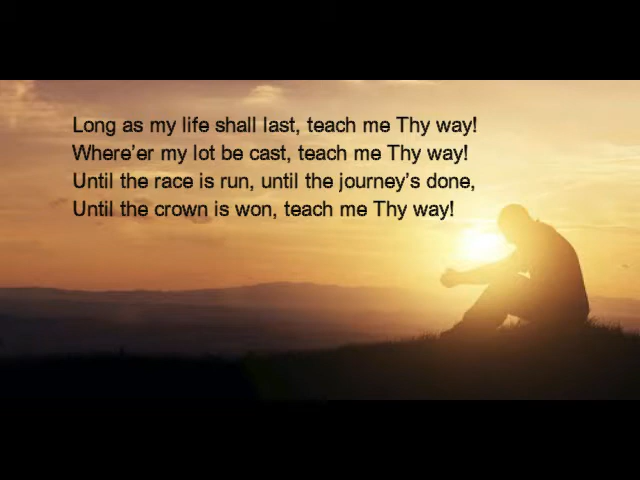 Long as my life shall last, teach me Thy way!
Where’er my lot be cast, teach me Thy way!
Until the race is run, until the journey’s done,
Until the crown is won, teach me Thy way!